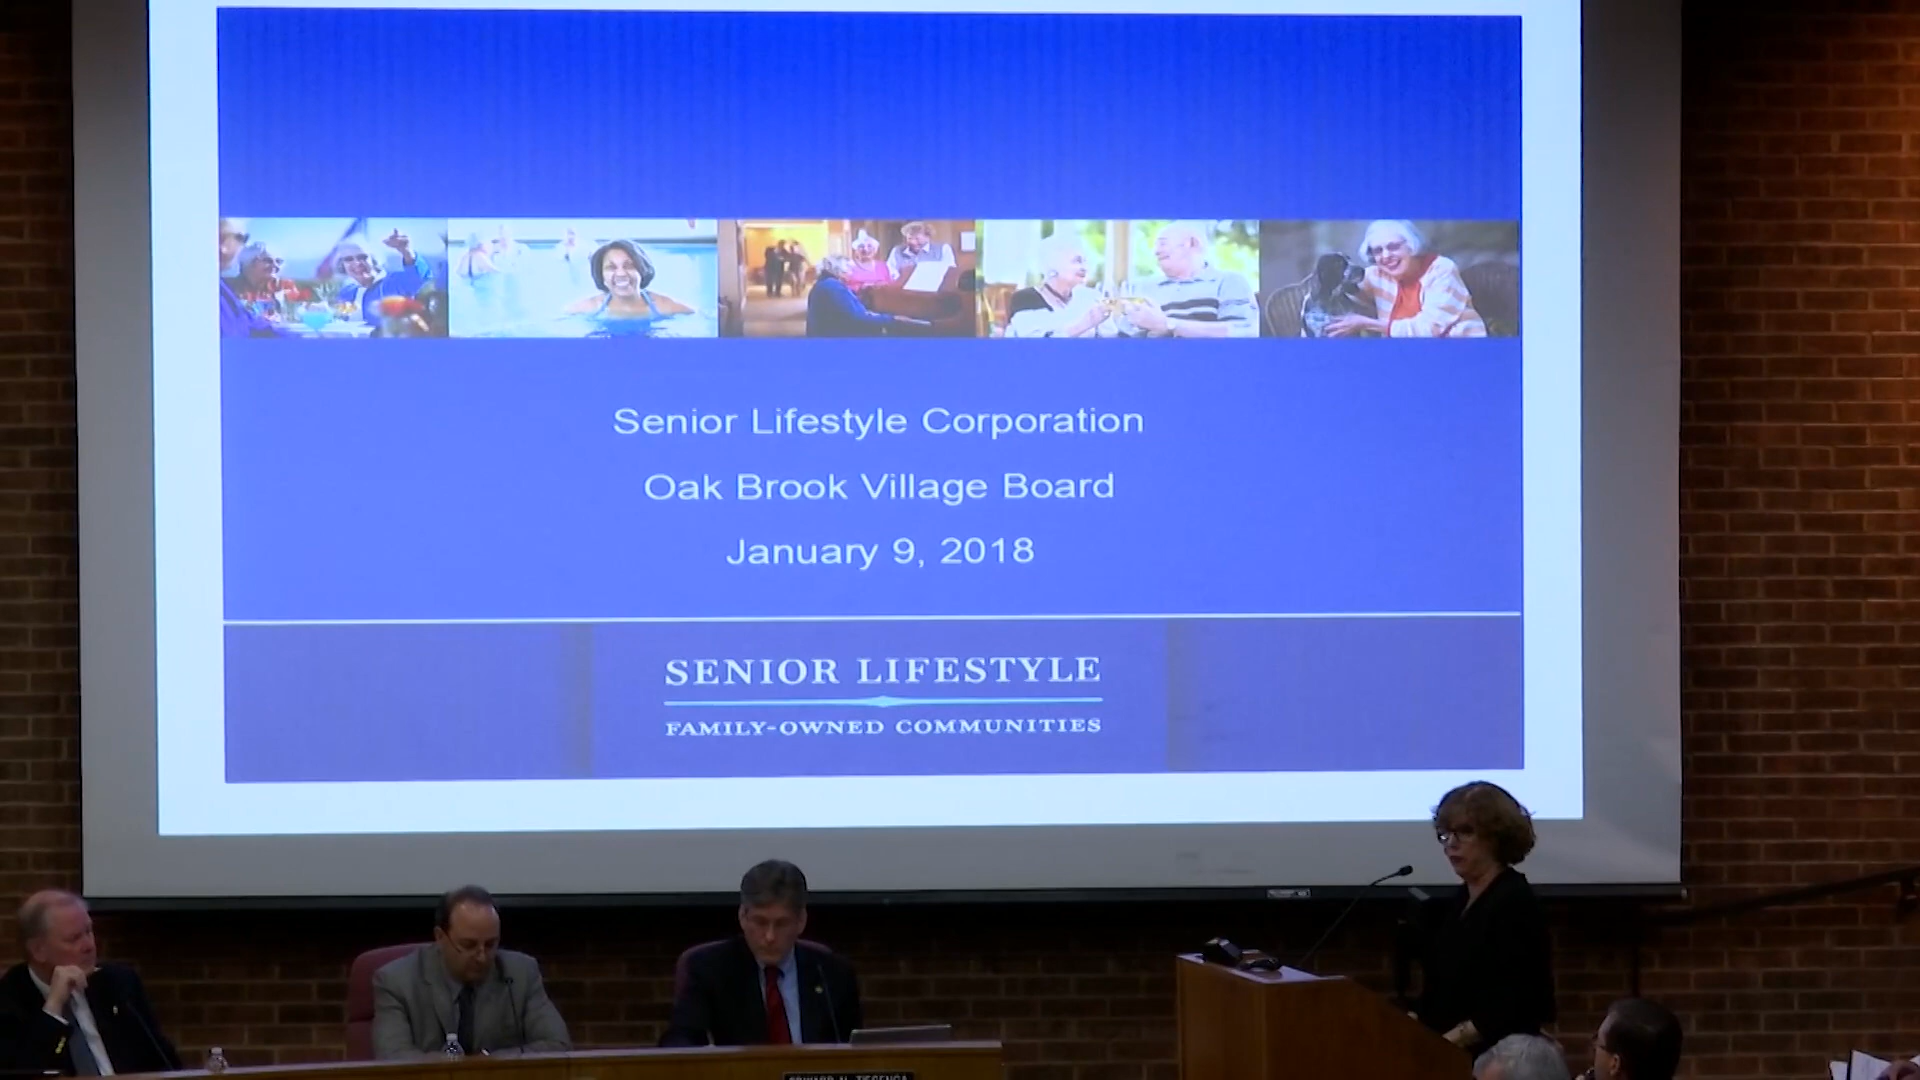 Senior Lifestyle Corporation
Oak Brook Village Board
January 9, 2018
SENIOR LIFESTYLE
FAMILY-OWNED COMMUNITIES